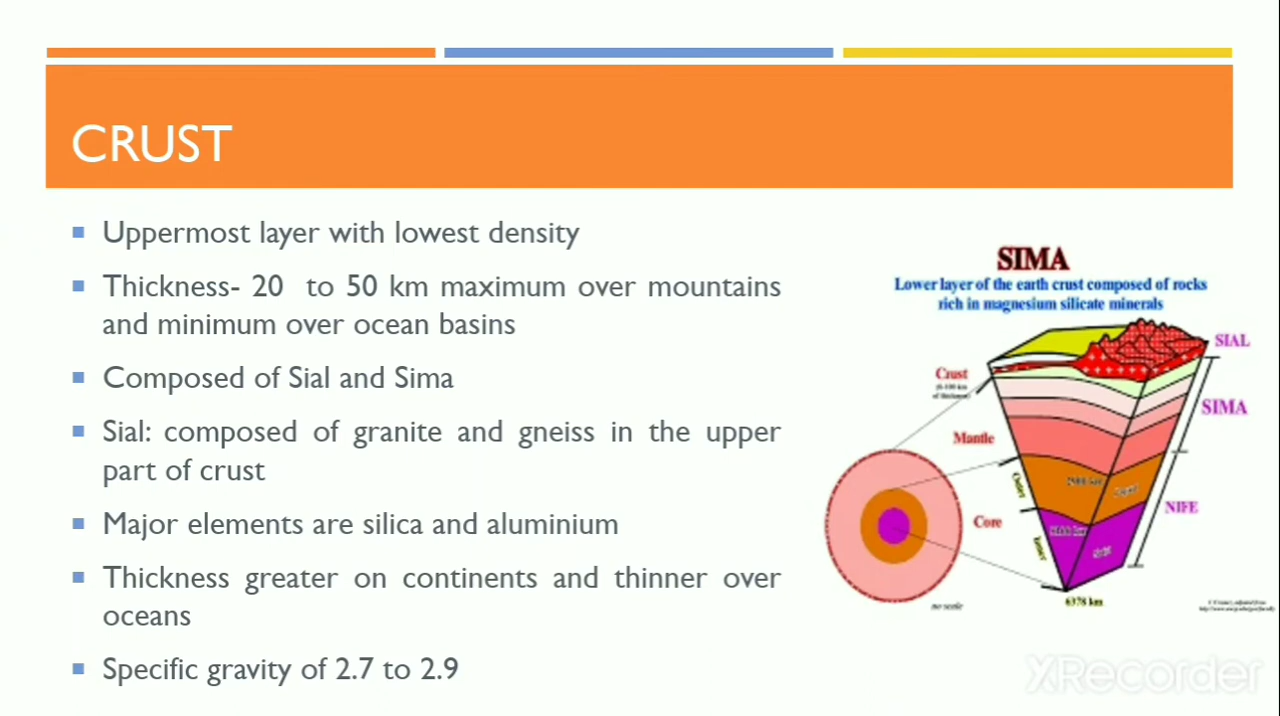 CRUST
Uppermost layer with lowest density
Thickness- 20 to 50 km maximum over mountains
and minimum over ocean basins
Composed of Sial and Sima
Sial: composed of granite and gneiss in the upper
part of crust
Major elements are silica and aluminium
Thickness greater on continents and thinner over
oceans
Specific gravity of 2.7 to 2.9
SIMA
Lower layer of the earth crust composed of rocks
rich in magnesium silicate minerals
SIAL
Crust
of thickness)
SIMA
Mantle
Outer
Core
NIFE
Inner
no scale
6378 km
XRecorder